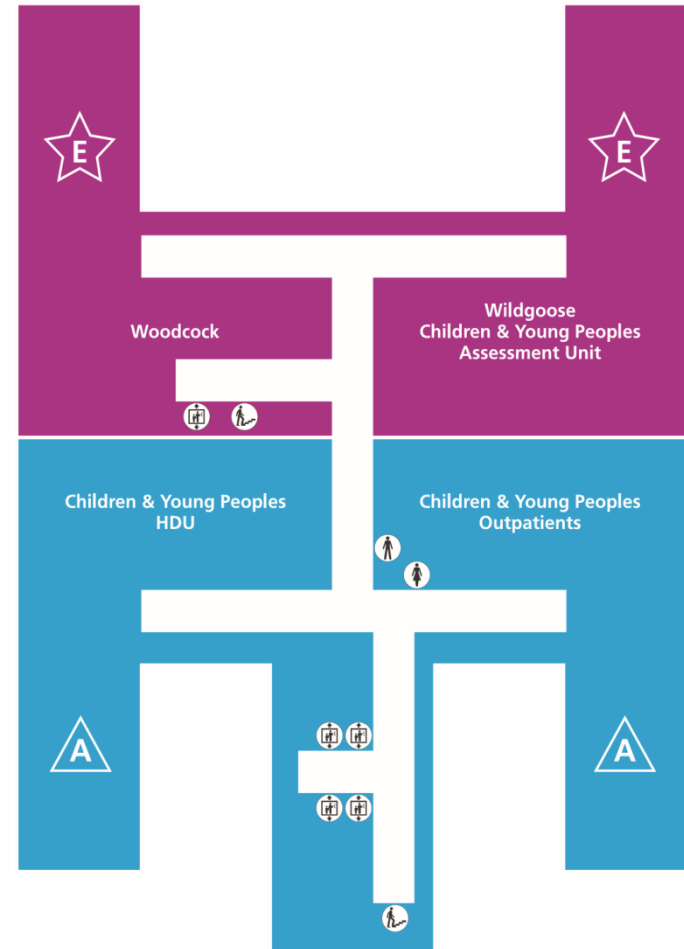 E
E
Woodcock
Wildgoose
Children & Young Peoples
Assessment Unit
Children & Young Peoples
HDU
Children & Young Peoples
Outpatients
A
A